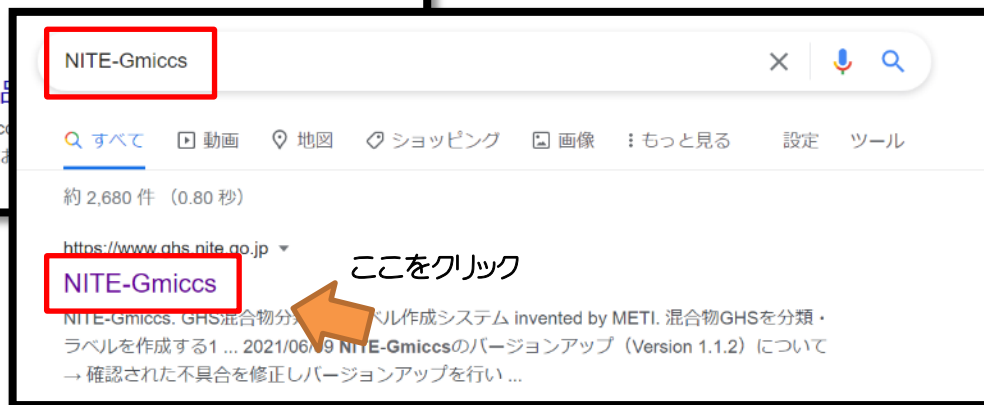 NITE-Gmiccs
すべて 動画 地図 ショッピング 画像 もっと見る 設定 ツール
約 2,680 件 （0.80 秒）
https://www.ghs.nite.go.jp
ここをクリック
NITE-Gmiccs
NITE-Gmiccs. GHS混合物分 ベル作成システム invented by METI. 混合物GHSを分類・
ラベルを作成する1 ... 2021/06/ 9 NITE-Gmiccsのバージョンアップ（Version 1.1.2）について
→ 確認された不具合を修正しバージョンアップを行い ...